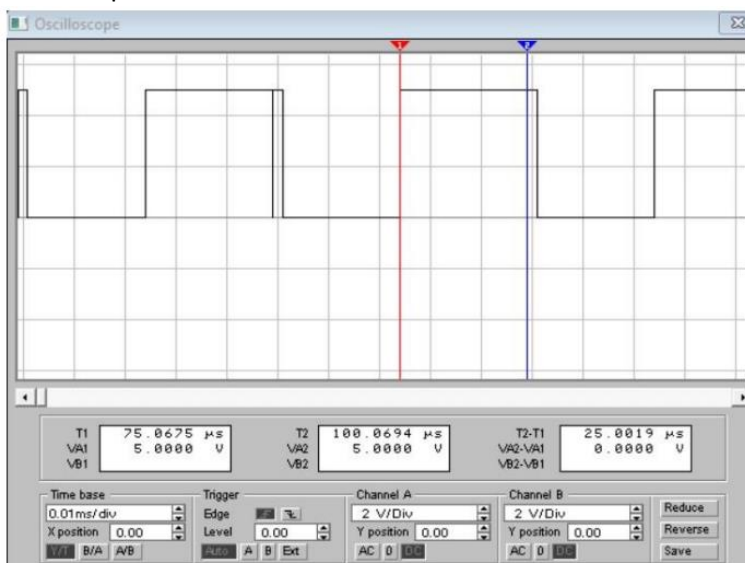 Oscilloscope
1 2
T1 75.0675 µs T2 100.0694 µs T2-T1 25.0019 µs
VA1 5.0000 V VA2 5.0000 V VA2-VA1 0.0000 V
VB1 VB2 VB2-VB1
Time base Trigger Channel A Channel B
0.01ms/div Edge 2 V/Div 2 V/Div Reduce
X position 0.00 Level 0.00 Y position 0.00 Y position 0.00 Reverse
Y/T B/A A/B Auto A B Ext AC 0 DC AC 0 DC Save